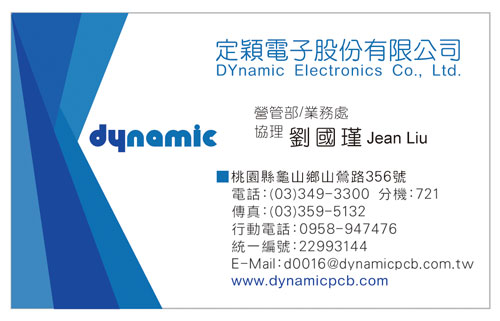 定穎電子股份有限公司
DYnamic Electronics Co., Ltd.
dynamic
營管部/業務處
協理 劉國瑾 Jean Liu
■桃園縣龜山鄉山鶯路356號
電話：(03)349-3300 分機：721
傳真：(03)359-5132
行動電話：0958-947476
統一編號：22993144
E-Mail：d0016@dynamicpcb.com.tw
www.dynamicpcb.com